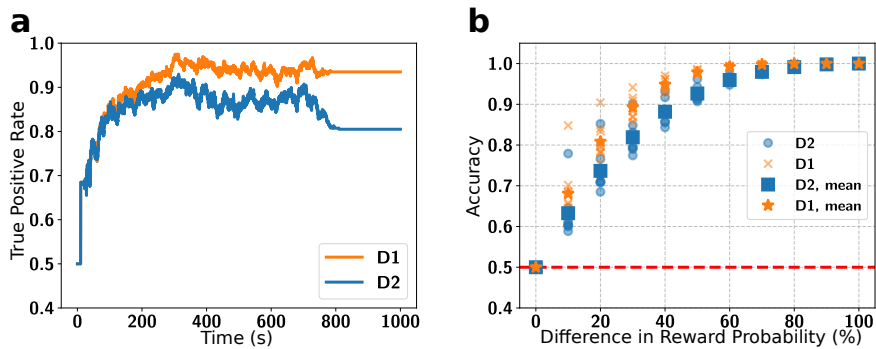 a
True Positive Rate
1.0
0.9
0.8
0.7
0.6
0.5
0.4
D1
D2
0 200 400 600 800 1000
Time (s)
b
Accuracy
1.0
0.9
0.8
0.7
0.6
0.5
0.4
D2
D1
D2, mean
D1, mean
0 20 40 60 80 100
Difference in Reward Probability (%)